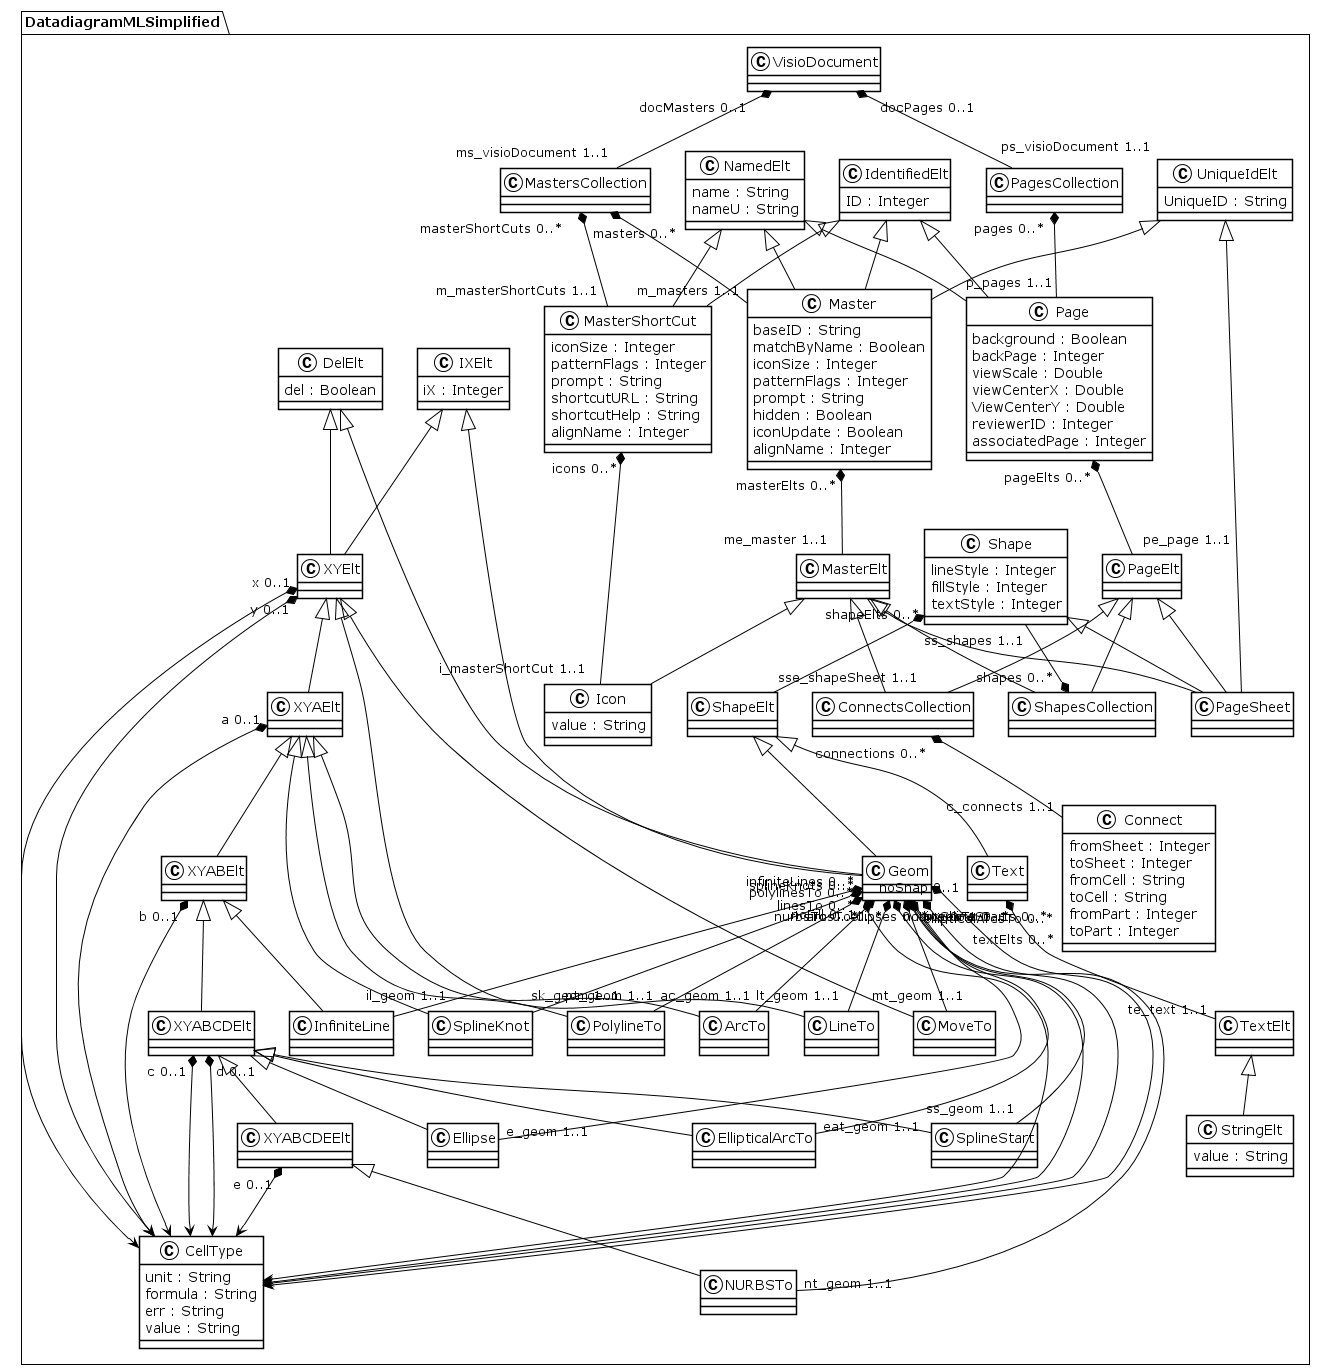 DatadiagramMLSimplified
C VisioDocument
docMasters 0..1
docPages 0..1
ms_visioDocument 1..1
ps_visioDocument 1..1
C MastersCollection
C NamedElt
name : String
nameU : String
C IdentifiedElt
ID : Integer
C PagesCollection
C UniqueIdElt
UniqueID : String
masterShortCuts 0..*
masters 0..*
pages 0..*
m_masterShortCuts 1..1
m_masters 1..1
p_pages 1..1
C DelElt
del : Boolean
C IXElt
iX : Integer
C MasterShortCut
iconSize : Integer
patternFlags : Integer
prompt : String
shortcutURL : String
shortcutHelp : String
alignName : Integer
C Master
baseID : String
matchByName : Boolean
iconSize : Integer
patternFlags : Integer
prompt : String
hidden : Boolean
iconUpdate : Boolean
alignName : Integer
C Page
background : Boolean
backPage : Integer
viewScale : Double
viewCenterX : Double
ViewCenterY : Double
reviewerID : Integer
associatedPage : Integer
icons 0..*
masterElts 0..*
pageElts 0..*
me_master 1..1
pe_page 1..1
C XYElt
x 0..1
y 0..1
C MasterElt
C Shape
lineStyle : Integer
fillStyle : Integer
textStyle : Integer
C PageElt
shapeElts 0..*
ss_shapes 1..1
i_masterShortCut 1..1
sse_shapeSheet 1..1
shapes 0..*
C XYAElt
a 0..1
C Icon
value : String
C ShapeElt
C ConnectsCollection
C ShapesCollection
C PageSheet
connections 0..*
c_connects 1..1
C Connect
fromSheet : Integer
toSheet : Integer
fromCell : String
toCell : String
fromPart : Integer
toPart : Integer
C XYABElt
b 0..1
C Geom
C Text
infiniteLines 0..*
splineKnots 0..*
polylinesTo 0..*
noSnap 0..1
linesTo 0..*
textElts 0..*
il_geom 1..1
ac_geom 1..1
lt_geom 1..1
mt_geom 1..1
te_text 1..1
C XYABCDElt
C InfiniteLine
C SplineKnot
C PolylineTo
C ArcTo
C LineTo
C MoveTo
C TextElt
c 0..1
d 0..1
e_geom 1..1
eat_geom 1..1
ss_geom 1..1
C XYABCDEElt
C Ellipse
C EllipticalArcTo
C SplineStart
C StringElt
value : String
e 0..1
C CellType
unit : String
formula : String
err : String
value : String
C NURBSTo
nt_geom 1..1